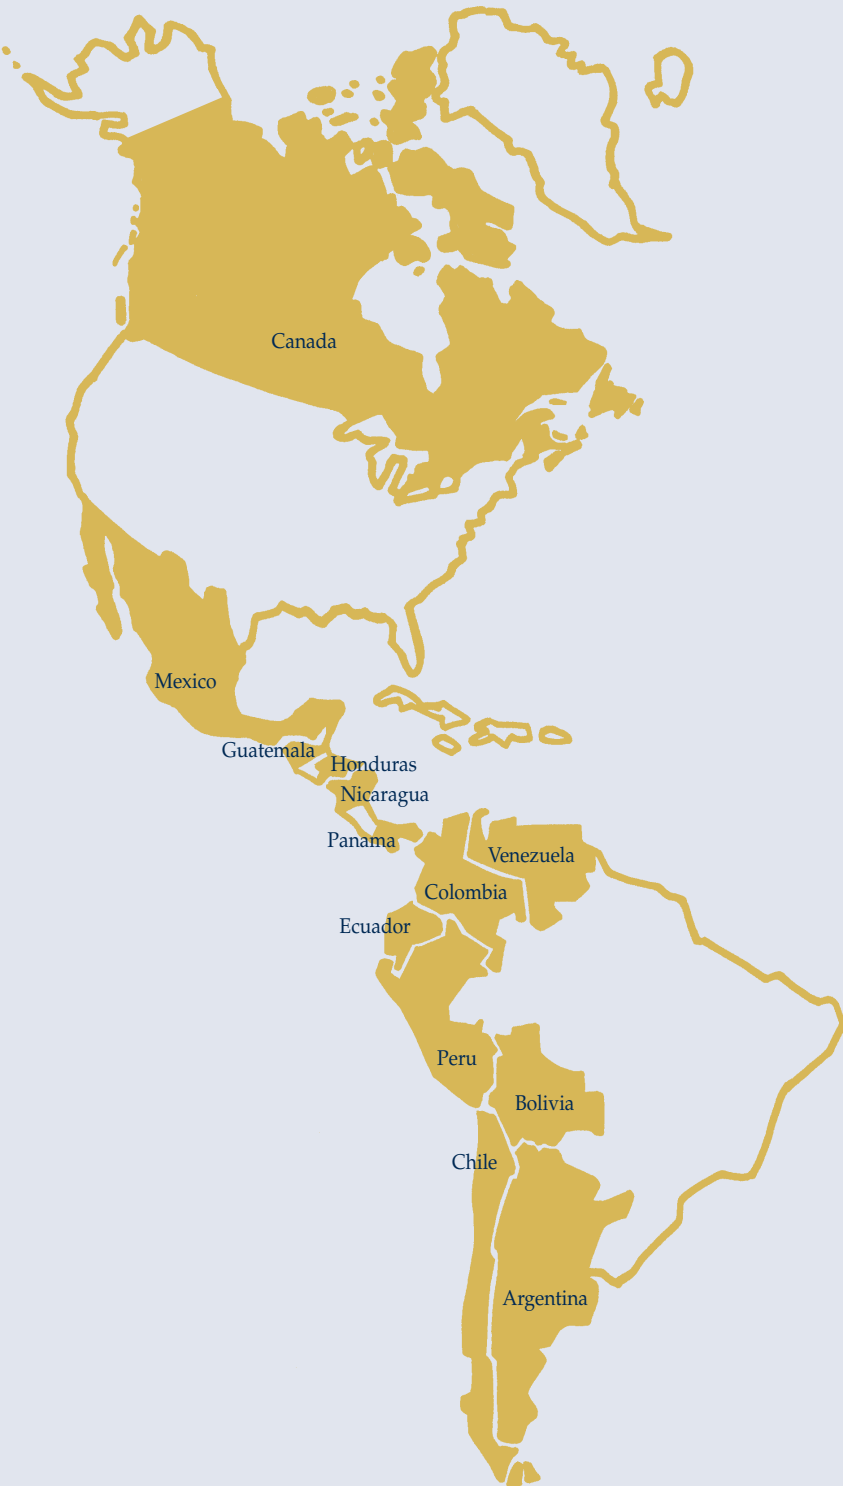 Canada
Mexico
Guatemala
Honduras
Nicaragua
Panama
Venezuela
Colombia
Ecuador
Peru
Bolivia
Chile
Argentina